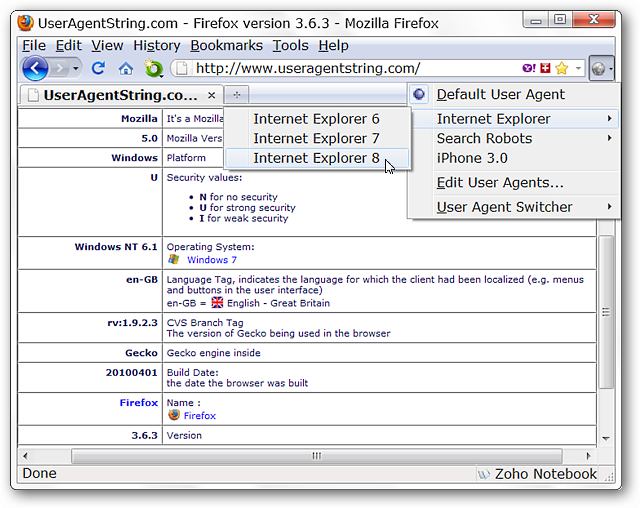 UserAgentString.com - Firefox version 3.6.3 - Mozilla Firefox
File Edit View History Bookmarks Tools Help
http://www.useragentstring.com/
UserAgentString.co...
Default User Agent
Internet Explorer
Search Robots
iPhone 3.0
Edit User Agents...
User Agent Switcher
Internet Explorer 6
Internet Explorer 7
Internet Explorer 8
Mozilla It's a Mozilla
5.0 Mozilla Vers
Windows Platform
U Security values:
• N for no security
• U for strong security
• I for weak security
Windows NT 6.1 Operating System:
Windows 7
en-GB Language Tag, indicates the language for which the client had been localized (e.g. menus
and buttons in the user interface)
en-GB = English - Great Britain
rv:1.9.2.3 CVS Branch Tag
The version of Gecko being used in the browser
Gecko Gecko engine inside
20100401 Build Date:
the date the browser was built
Firefox Name :
Firefox
3.6.3 Version
Done Zoho Notebook